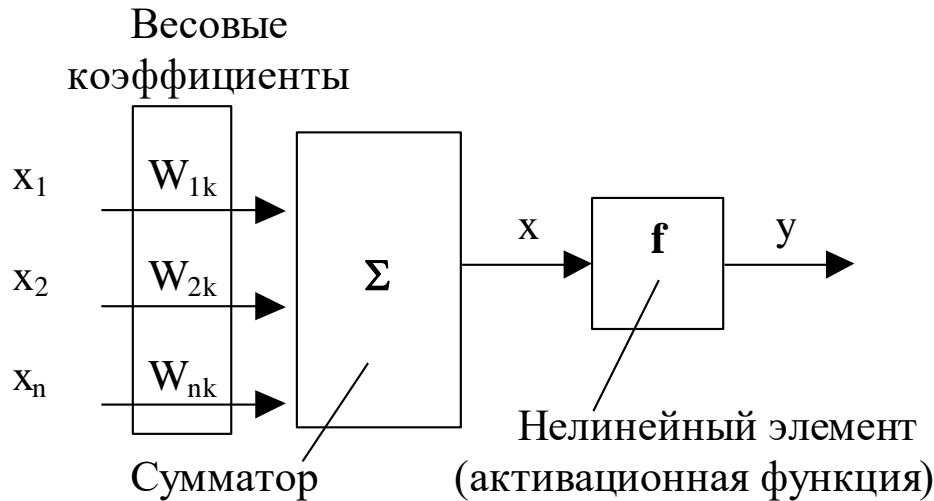 Весовые
коэффициенты
x₁ W₁ₖ
x₂ W₂ₖ Σ x f y
xₙ Wₙₖ
Нелинейный элемент
Сумматор (активационная функция)